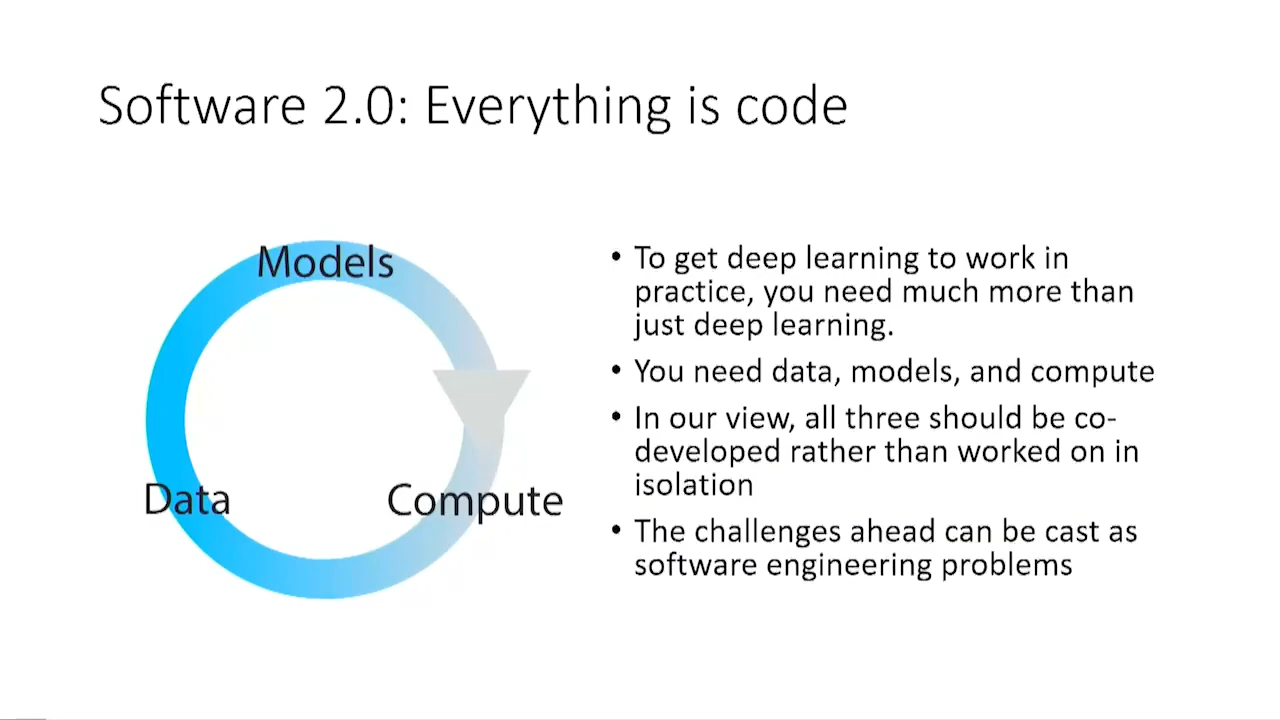 Software 2.0: Everything is code
Models
Data
Compute
• To get deep learning to work in
practice, you need much more than
just deep learning.
• You need data, models, and compute
• In our view, all three should be co-
developed rather than worked on in
isolation
• The challenges ahead can be cast as
software engineering problems